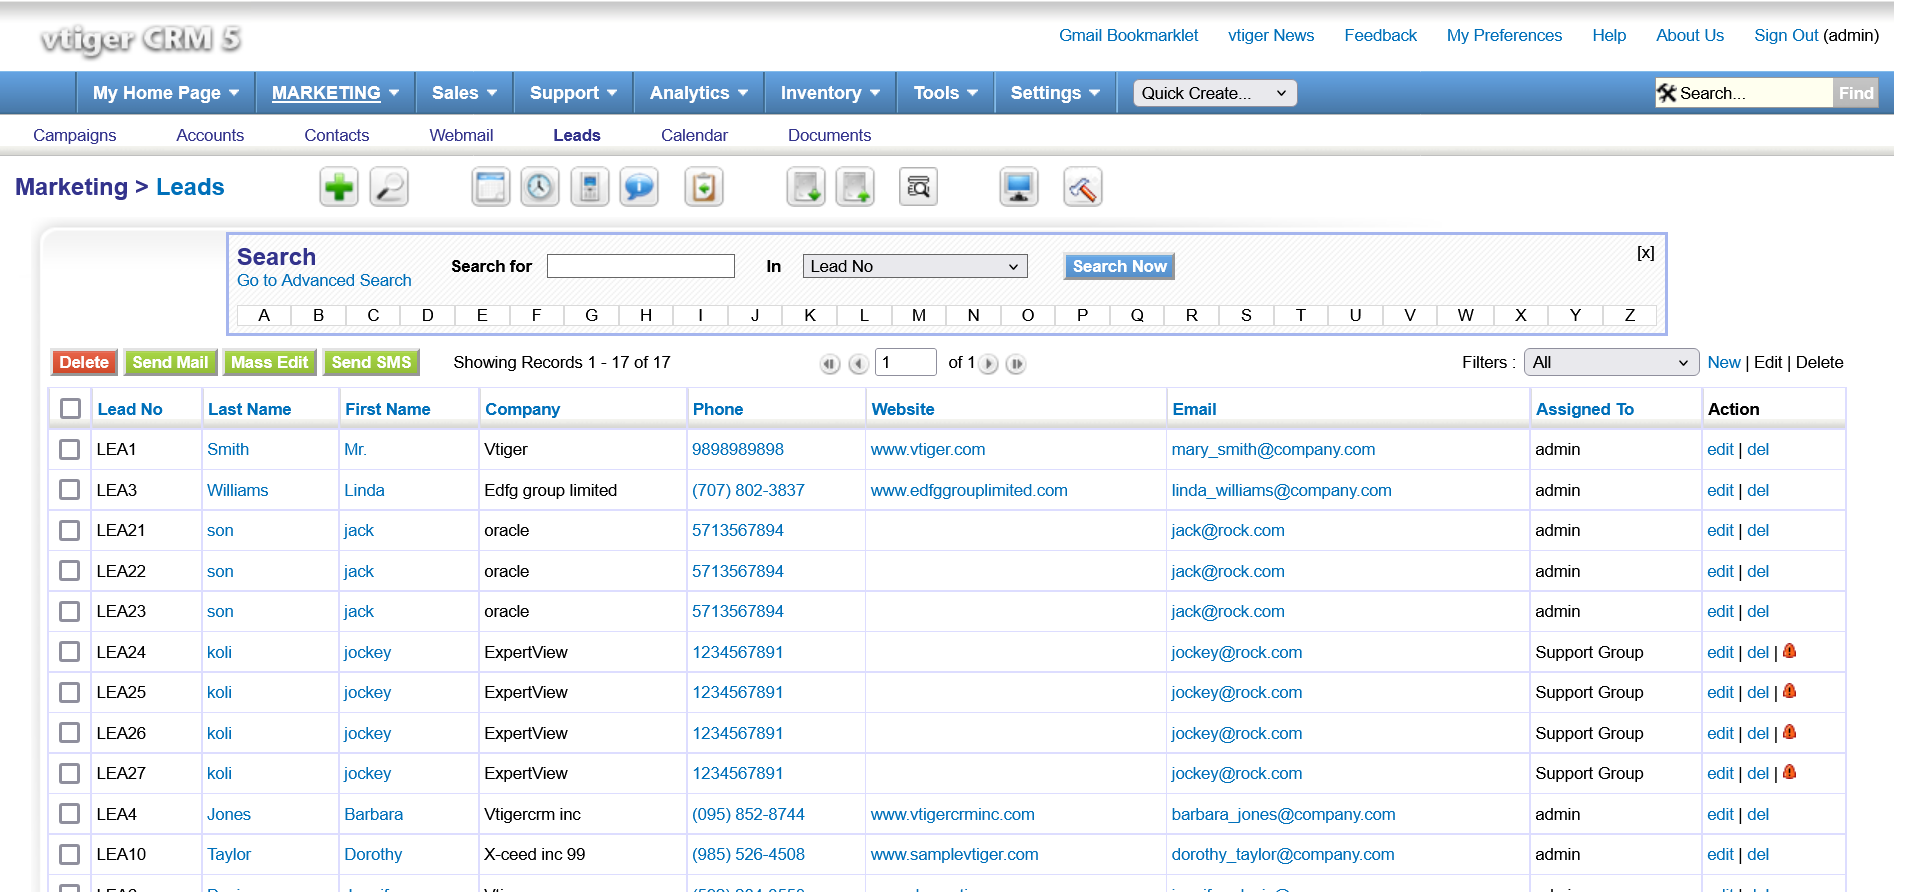 vtiger CRM 5
Gmail Bookmarklet vtiger News Feedback My Preferences Help About Us Sign Out (admin)
My Home Page MARKETING Sales Support Analytics Inventory Tools Settings Quick Create... Search... Find
Campaigns Accounts Contacts Webmail Leads Calendar Documents
Marketing > Leads
Search
Go to Advanced Search
Search for In Lead No Search Now [x]
A B C D E F G H I J K L M N O P Q R S T U V W X Y Z
Delete Send Mail Mass Edit Send SMS Showing Records 1 - 17 of 17 1 of 1 Filters : All New | Edit | Delete
Lead No Last Name First Name Company Phone Website Email Assigned To Action
LEA1 Smith Mr. Vtiger 9898989898 www.vtiger.com mary_smith@company.com admin edit | del
LEA3 Williams Linda Edfg group limited (707) 802-3837 www.edfggrouplimited.com linda_williams@company.com admin edit | del
LEA21 son jack oracle 5713567894 jack@rock.com admin edit | del
LEA22 son jack oracle 5713567894 jack@rock.com admin edit | del
LEA23 son jack oracle 5713567894 jack@rock.com admin edit | del
LEA24 koli jockey ExpertView 1234567891 jockey@rock.com Support Group edit | del |
LEA25 koli jockey ExpertView 1234567891 jockey@rock.com Support Group edit | del |
LEA26 koli jockey ExpertView 1234567891 jockey@rock.com Support Group edit | del |
LEA27 koli jockey ExpertView 1234567891 jockey@rock.com Support Group edit | del |
LEA4 Jones Barbara Vtigercrm inc (095) 852-8744 www.vtigercrminc.com barbara_jones@company.com admin edit | del
LEA10 Taylor Dorothy X-ceed inc 99 (985) 526-4508 www.samplevtiger.com dorothy_taylor@company.com admin edit | del